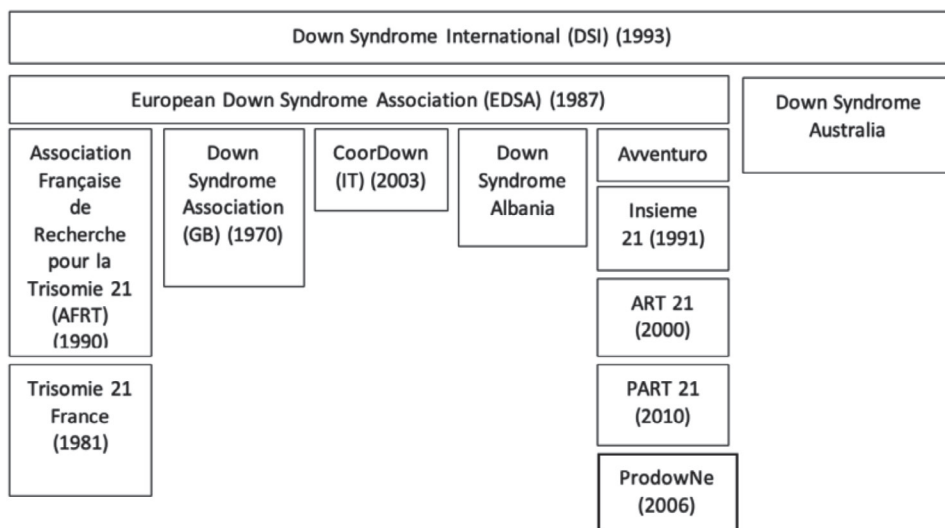 Down Syndrome International (DSI) (1993)
European Down Syndrome Association (EDSA) (1987)
Down Syndrome
Australia
Association
Française
de
Recherche
pour la
Trisomie 21
(AFRT)
(1990)
Down
Syndrome
Association
(GB) (1970)
CoorDown
(IT) (2003)
Down
Syndrome
Albania
Avventuro
Insieme
21 (1991)
ART 21
(2000)
Trisomie 21
France
(1981)
PART 21
(2010)
ProdowNe
(2006)